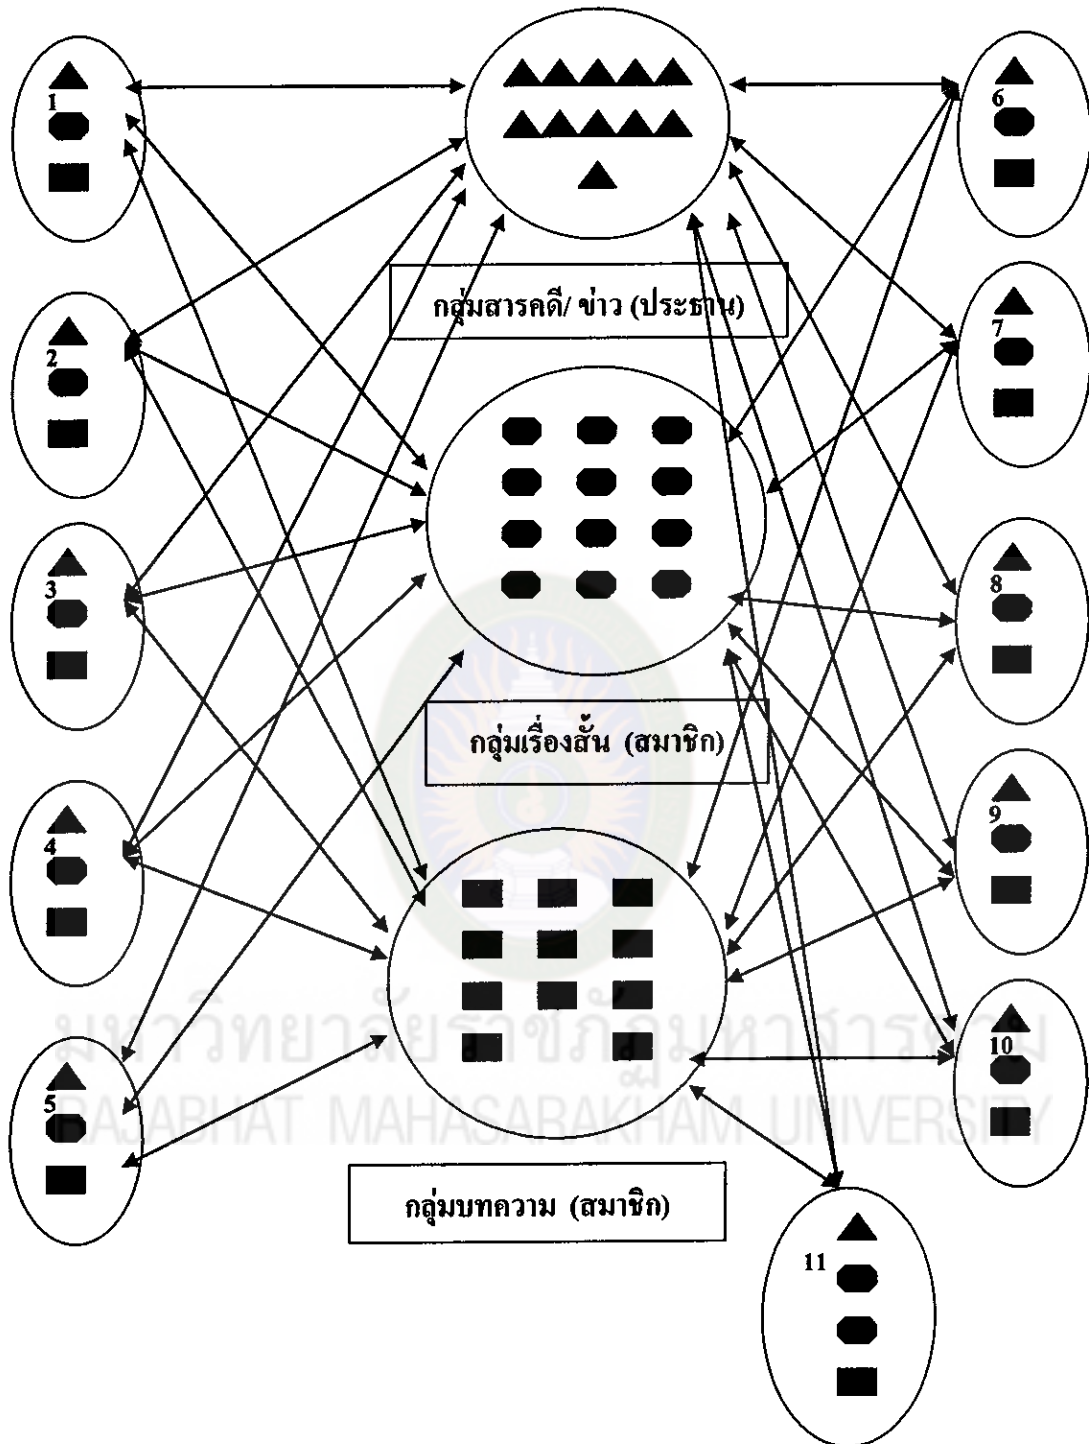 1
6
กลุ่มสารคดี/ ข่าว (ประธาน)
2
7
3
8
กลุ่มเรื่องสั้น (สมาชิก)
4
9
มหาวิทยาลัยราชภัฏมหาสารคาม
10
5
RAJABHAT MAHASARAKHAM UNIVERSITY
กลุ่มบทความ (สมาชิก)
11